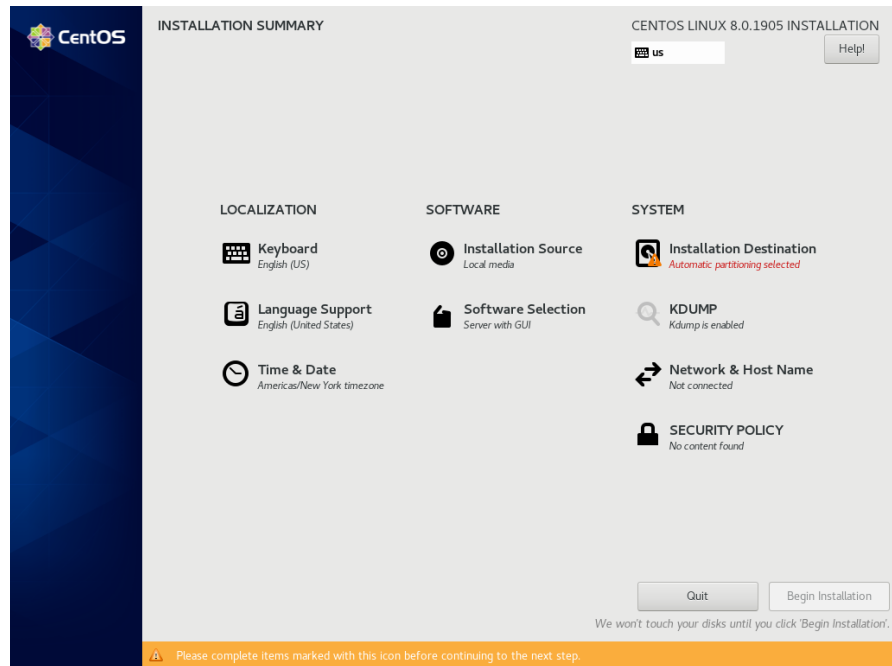 CentOS
INSTALLATION SUMMARY
CENTOS LINUX 8.0.1905 INSTALLATION
us
Help!
LOCALIZATION
Keyboard
English (US)
Language Support
English (United States)
Time & Date
Americas/New York timezone
SOFTWARE
Installation Source
Local media
Software Selection
Server with GUI
SYSTEM
Installation Destination
Automatic partitioning selected
KDUMP
Kdump is enabled
Network & Host Name
Not connected
SECURITY POLICY
No content found
Quit
Begin Installation
We won't touch your disks until you click 'Begin Installation'.
Please complete items marked with this icon before continuing to the next step.